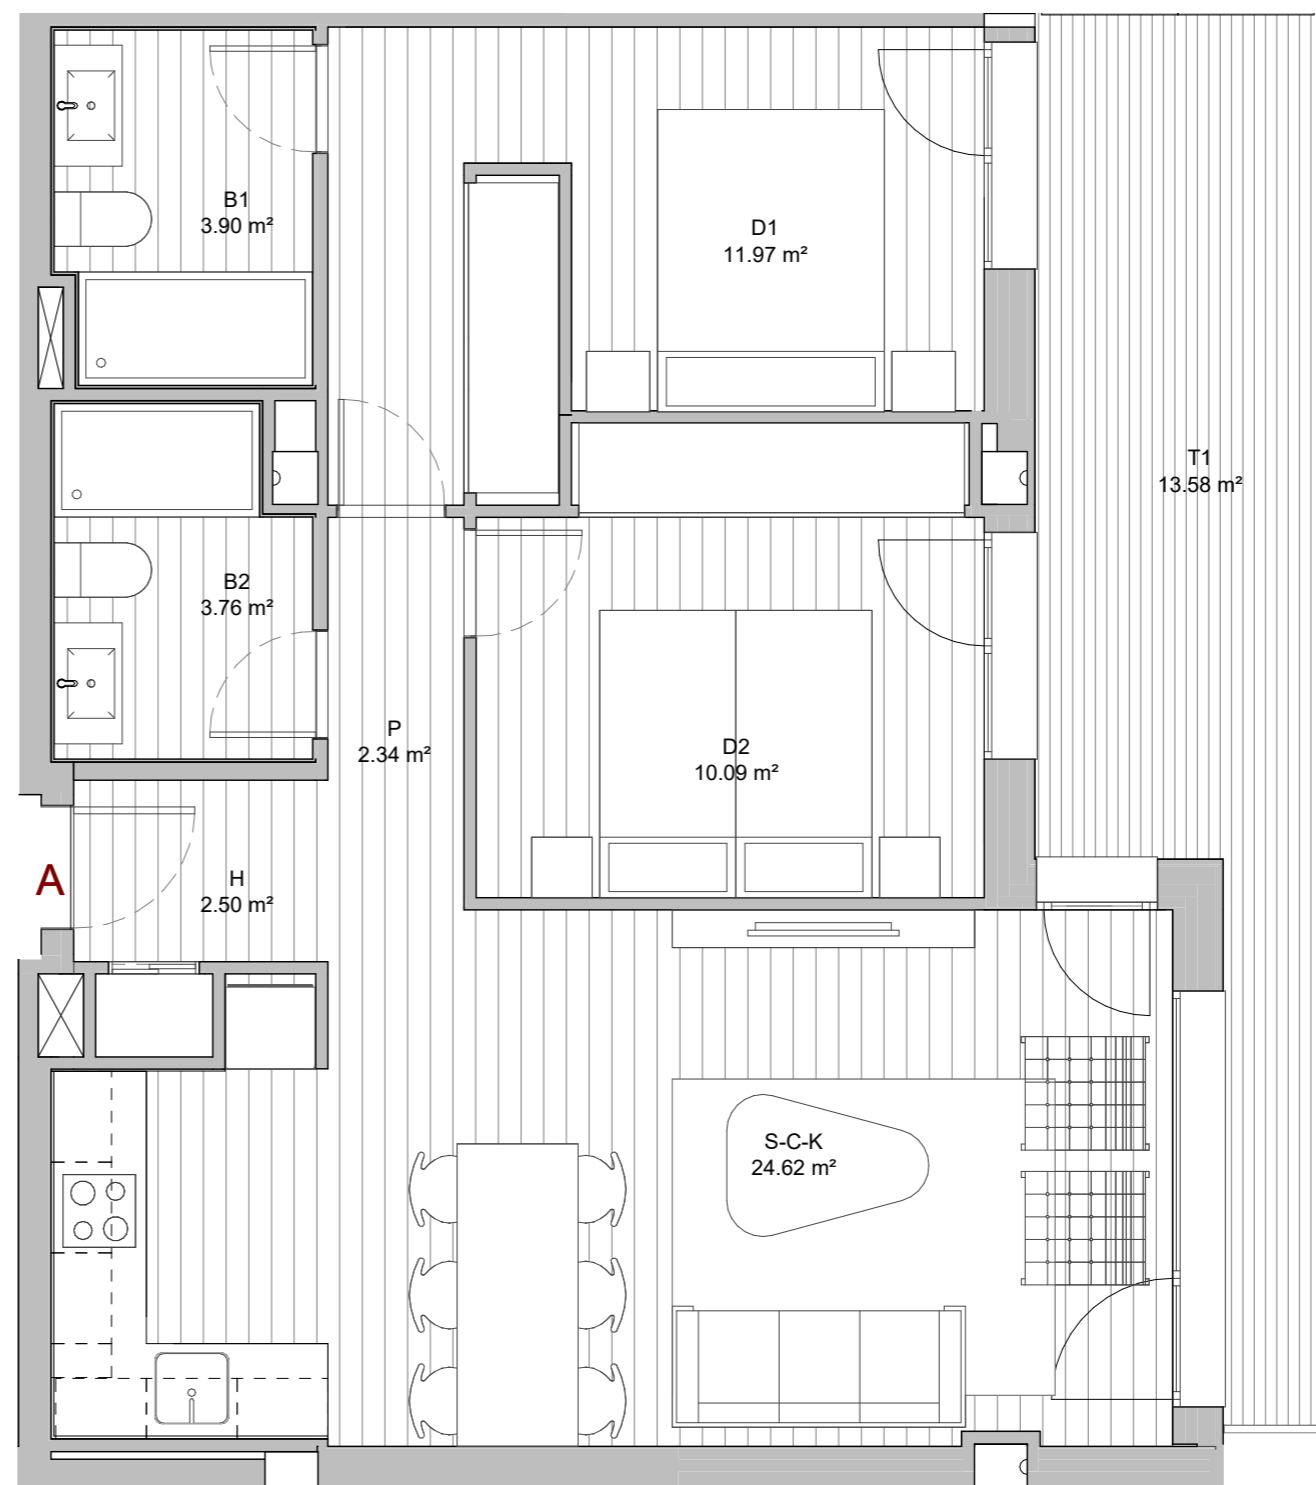 B1
3.90 m²
D1
11.97 m²
T1
13.58 m²
B2
3.76 m²
P
2.34 m²
D2
10.09 m²
A
H
2.50 m²
S-C-K
24.62 m²